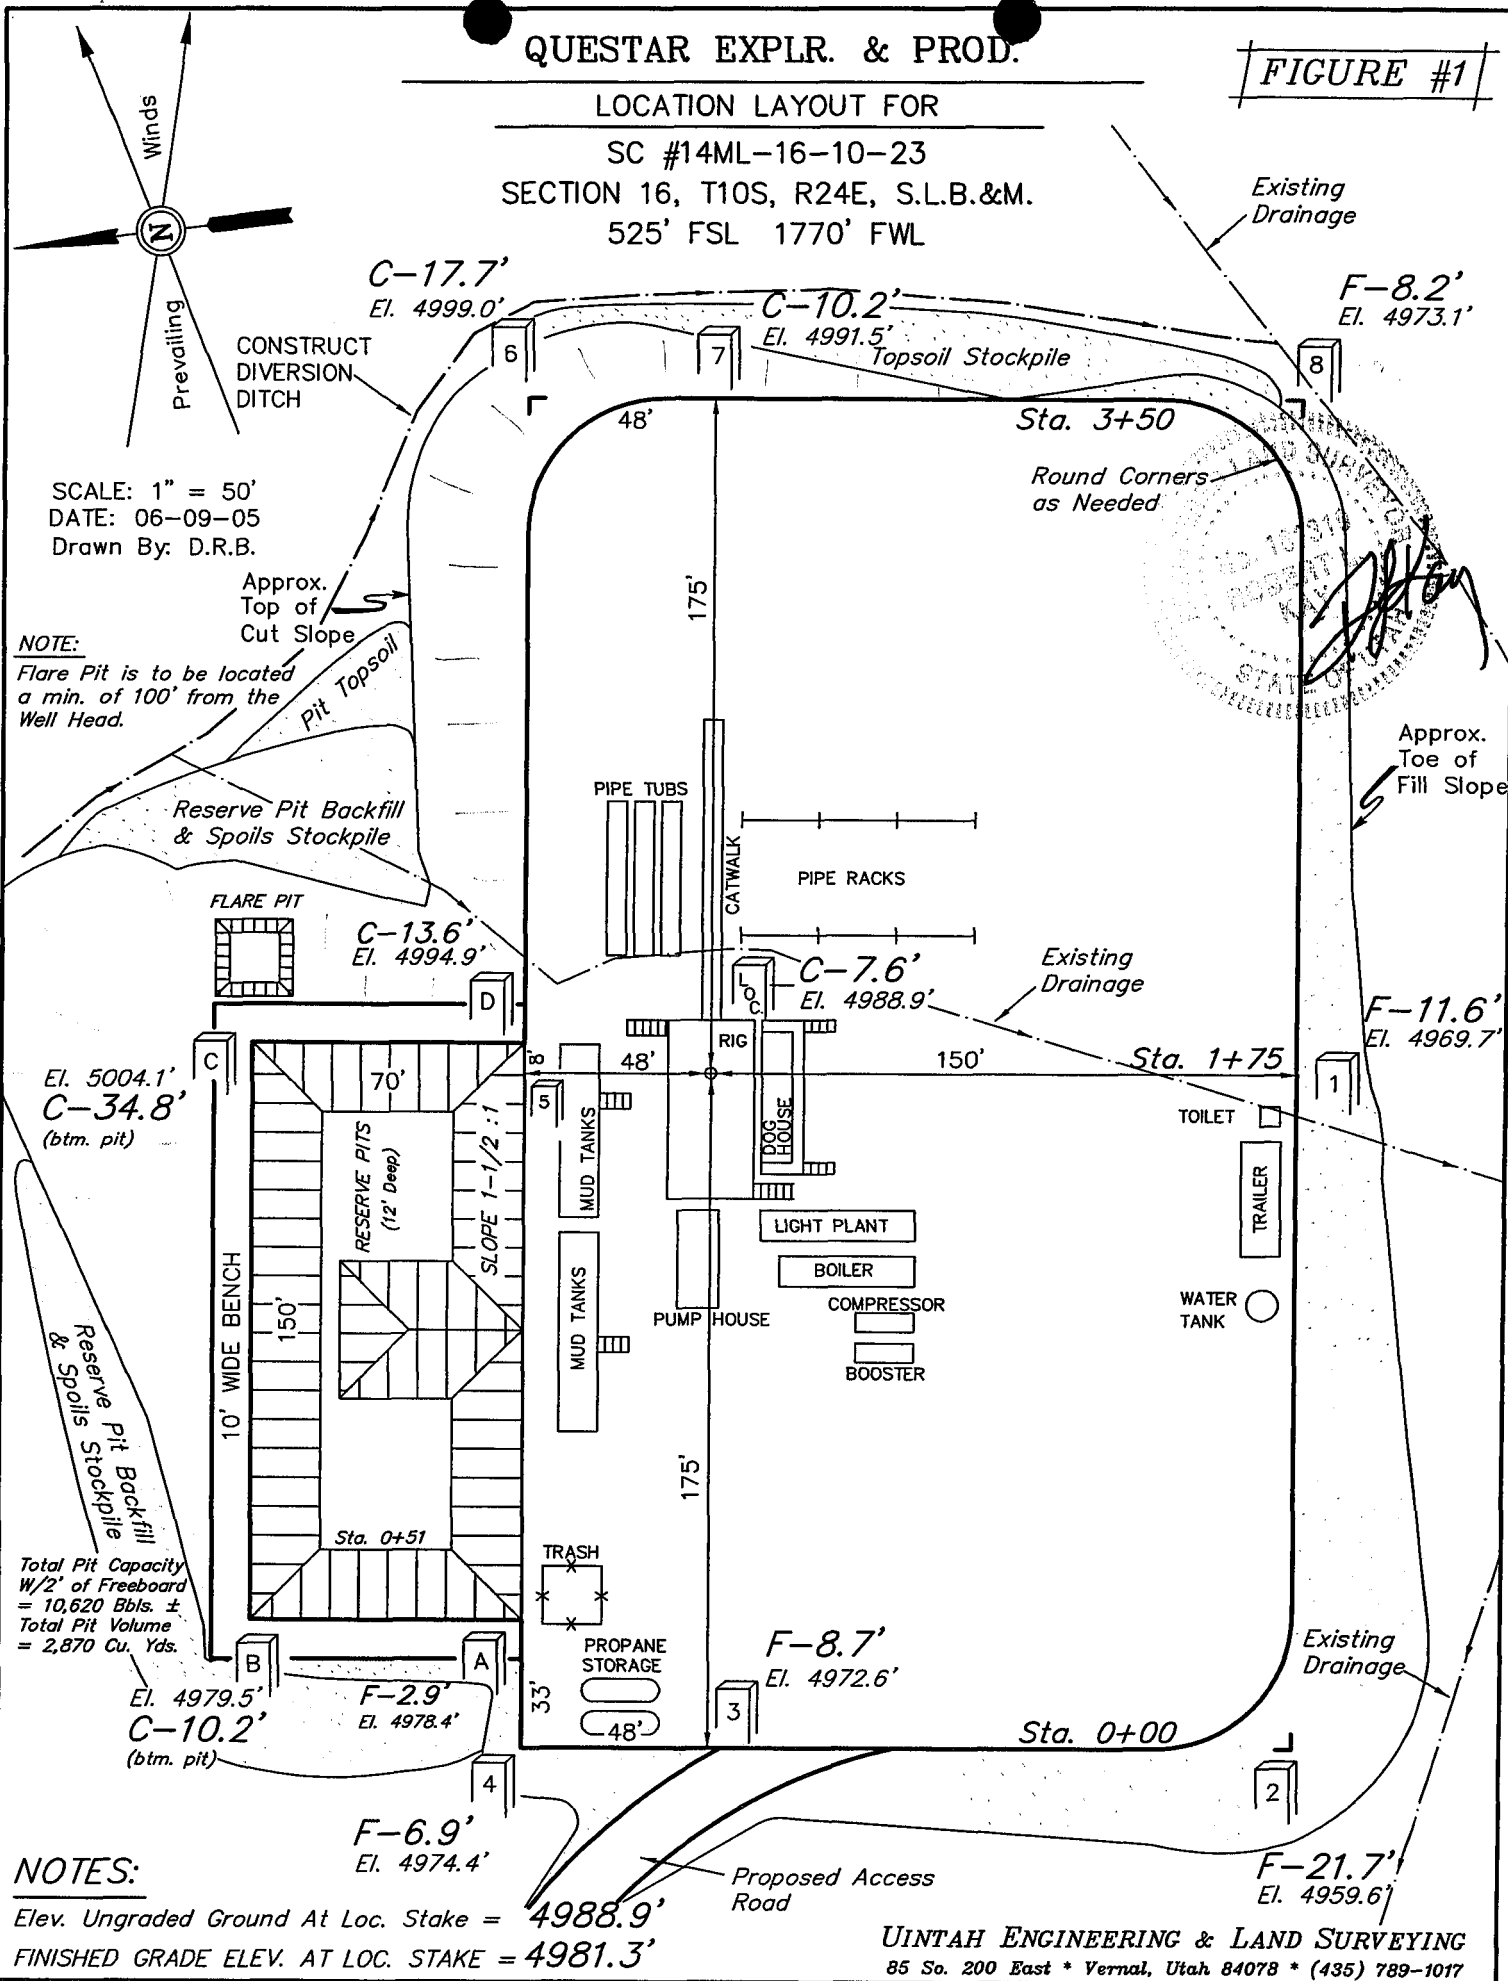 QUESTAR EXPLR. & PROD.
FIGURE #1
LOCATION LAYOUT FOR
SC #14ML-16-10-23
SECTION 16, T10S, R24E, S.L.B.&M.
525' FSL 1770' FWL
Winds
N
Prevailing
Existing
Drainage
C-17.7'
El. 4999.0'
C-10.2'
El. 4991.5'
F-8.2'
El. 4973.1'
CONSTRUCT
DIVERSION
DITCH
6
7
8
Topsoil Stockpile
48'
Sta. 3+50
Round Corners
as Needed
SCALE: 1" = 50'
DATE: 06-09-05
Drawn By: D.R.B.
LAND SURVEYOR
ROBERT
STATE OF UTAH
175'
Approx.
Top of
Cut Slope
NOTE:
Flare Pit is to be located
a min. of 100' from the
Well Head.
Pit Topsoil
Approx.
Toe of
Fill Slope
Reserve Pit Backfill
& Spoils Stockpile
PIPE TUBS
CATWALK
PIPE RACKS
FLARE PIT
C-13.6'
El. 4994.9'
D
LOC.
C-7.6'
El. 4988.9'
Existing
Drainage
F-11.6'
El. 4969.7'
C
El. 5004.1'
C-34.8'
(btm. pit)
70'
8'
48'
RIG
150'
Sta. 1+75
1
5
MUD TANKS
DOG
HOUSE
TOILET
TRAILER
RESERVE PITS
(12' Deep)
SLOPE 1-1/2 :1
LIGHT PLANT
BOILER
COMPRESSOR
BOOSTER
PUMP HOUSE
MUD TANKS
WATER
TANK
10' WIDE BENCH
150'
Reserve Pit Backfill
& Spoils Stockpile
175'
Sta. 0+51
TRASH
Total Pit Capacity
W/2' of Freeboard
= 10,620 Bbls. ±
Total Pit Volume
= 2,870 Cu. Yds.
B
A
El. 4979.5'
C-10.2'
(btm. pit)
F-2.9'
El. 4978.4'
33'
PROPANE
STORAGE
48'
3
F-8.7'
El. 4972.6'
Sta. 0+00
Existing
Drainage
4
2
F-6.9'
El. 4974.4'
F-21.7'
El. 4959.6'
Proposed Access
Road
NOTES:
Elev. Ungraded Ground At Loc. Stake = 4988.9'
FINISHED GRADE ELEV. AT LOC. STAKE = 4981.3'
UINTAH ENGINEERING & LAND SURVEYING
85 So. 200 East * Vernal, Utah 84078 * (435) 789-1017